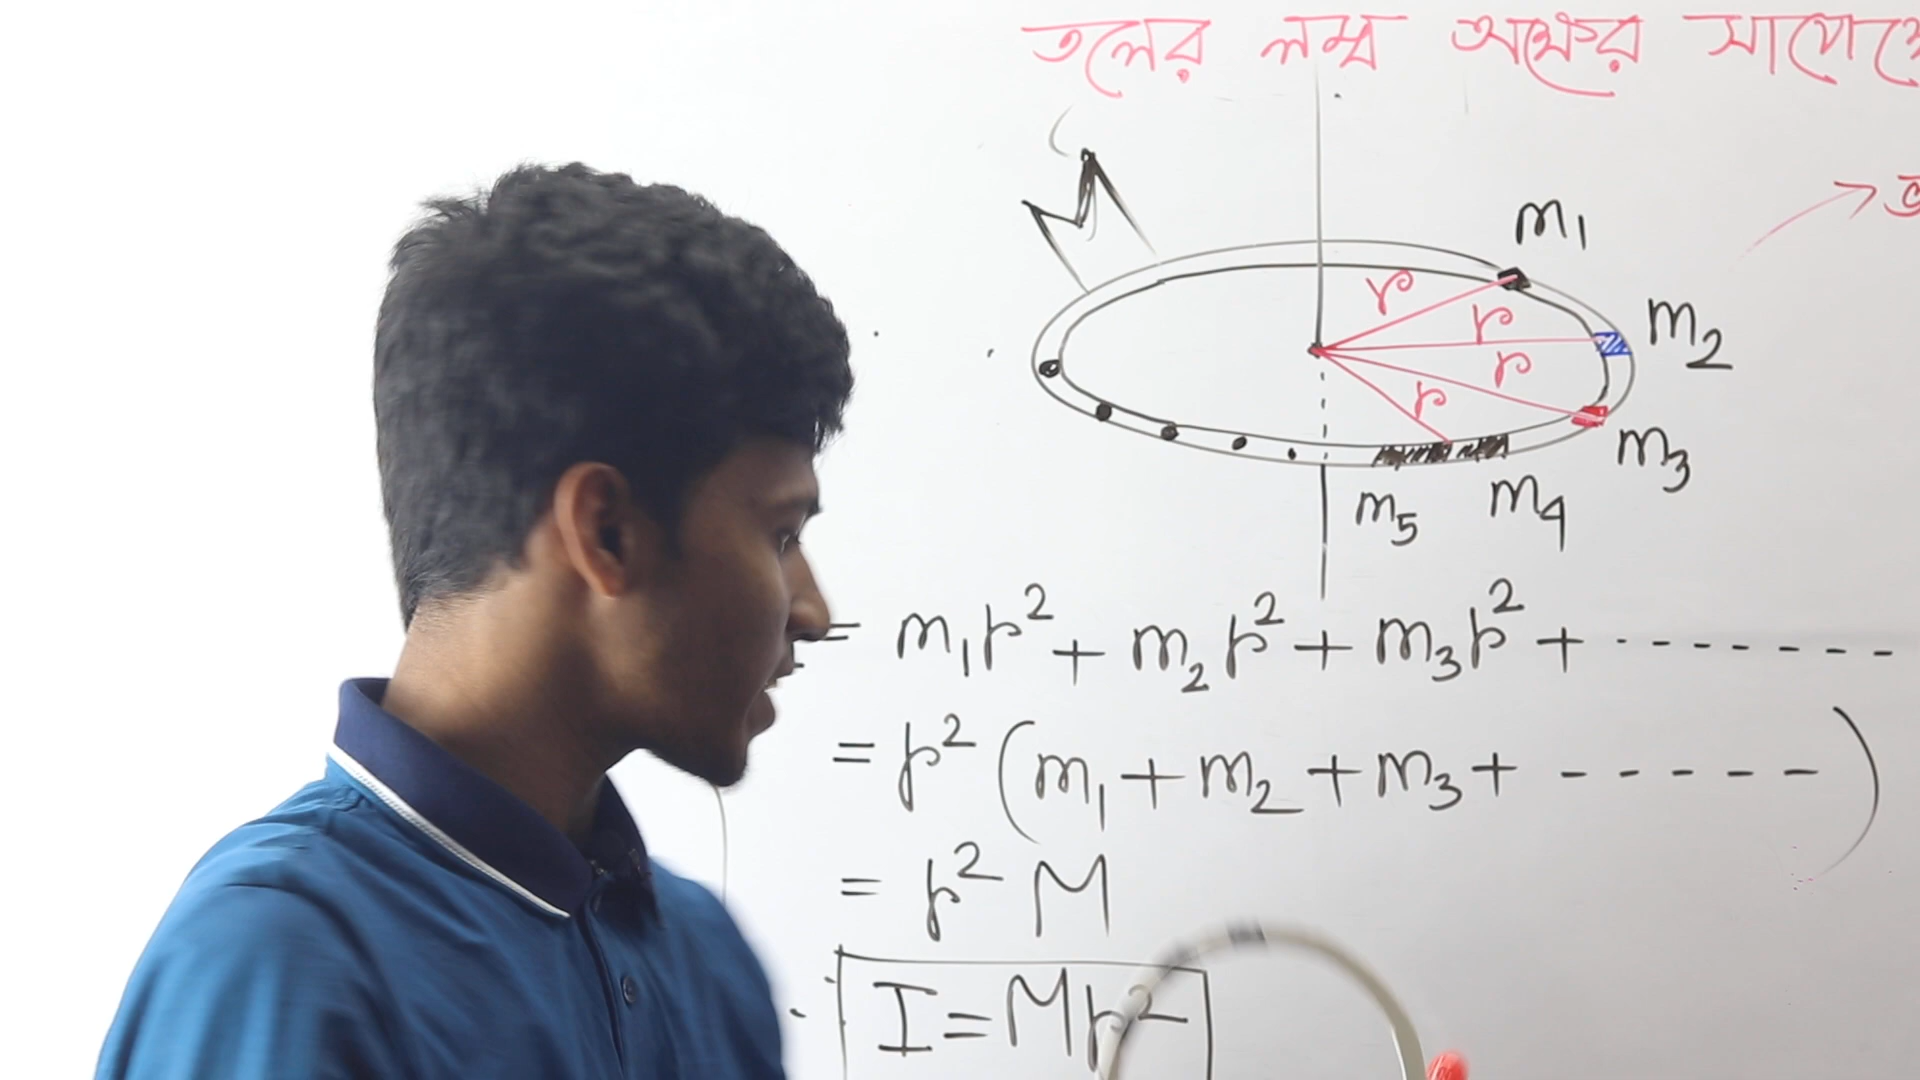 তলের লম্ব অক্ষের সাপেক্ষে
m₁
r
r
m₂
r
r
m₃
m₅ m₄
= m₁r² + m₂r² + m₃r² + -------
= r² (m₁ + m₂ + m₃ + ------)
= r² M
I = Mr²